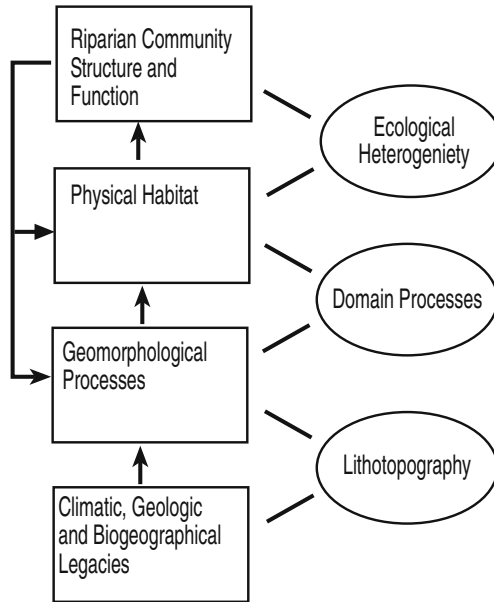 Riparian Community
Structure and
Function
Ecological
Heterogeniety
Physical Habitat
Domain Processes
Geomorphological
Processes
Lithotopography
Climatic, Geologic
and Biogeographical
Legacies